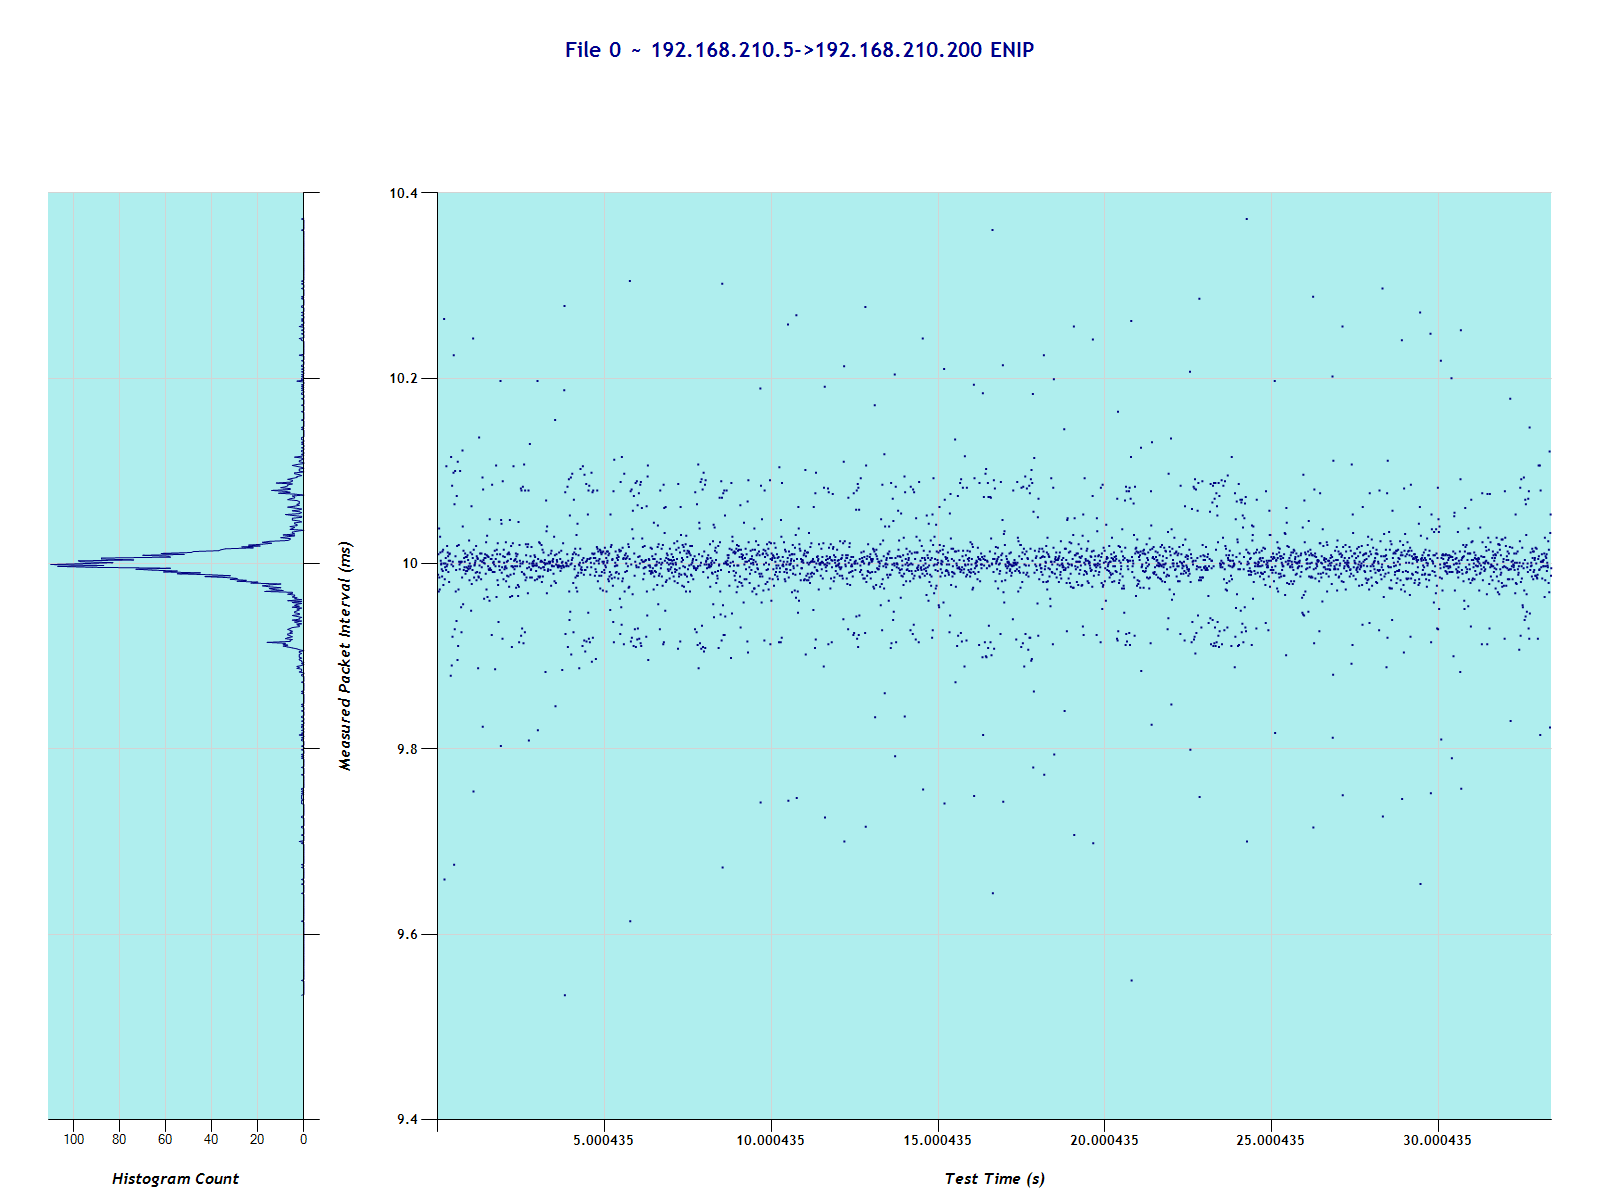 File 0 ~ 192.168.210.5->192.168.210.200 ENIP
10.4
10.2
10
9.8
9.6
9.4
Measured Packet Interval (ms)
100 80 60 40 20 0
5.000435 10.000435 15.000435 20.000435 25.000435 30.000435
Histogram Count
Test Time (s)